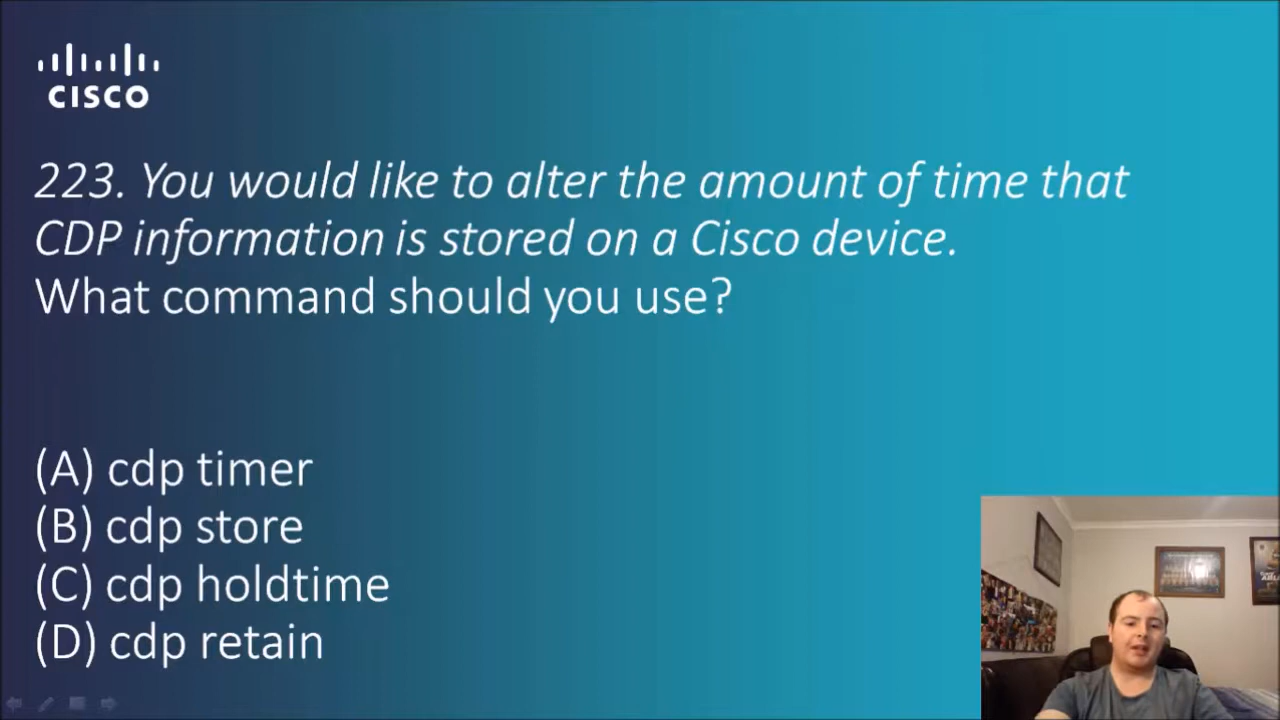 CISCO
223. You would like to alter the amount of time that
CDP information is stored on a Cisco device.
What command should you use?
(A) cdp timer
(B) cdp store
(C) cdp holdtime
(D) cdp retain